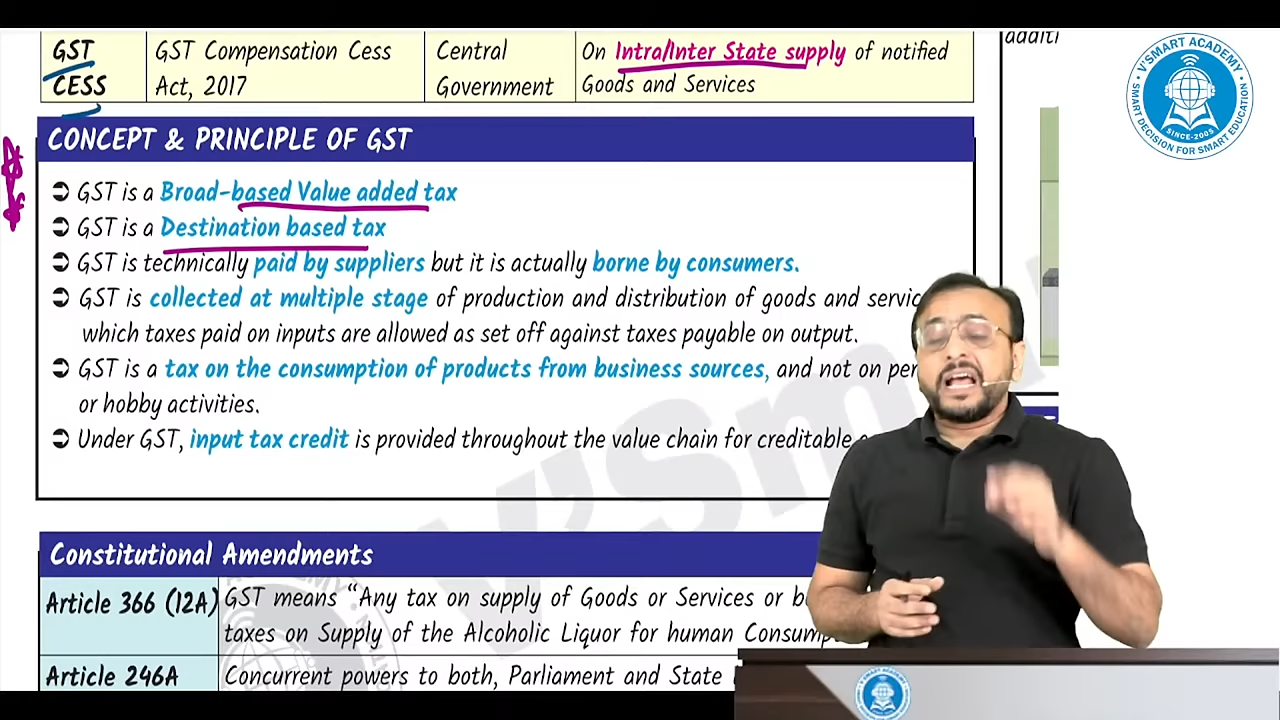 GST
CESS
GST Compensation Cess
Act, 2017
Central
Government
On Intra/Inter State supply of notified
Goods and Services
CONCEPT & PRINCIPLE OF GST
➲ GST is a Broad-based Value added tax
➲ GST is a Destination based tax
➲ GST is technically paid by suppliers but it is actually borne by consumers.
➲ GST is collected at multiple stage of production and distribution of goods and servic
which taxes paid on inputs are allowed as set off against taxes payable on output.
➲ GST is a tax on the consumption of products from business sources, and not on per
or hobby activities.
➲ Under GST, input tax credit is provided throughout the value chain for creditable
Constitutional Amendments
Article 366 (12A)
GST means “Any tax on supply of Goods or Services or b
taxes on Supply of the Alcoholic Liquor for human Consump
Article 246A
Concurrent powers to both, Parliament and State
additi
V'SMART ACADEMY
SMART DECISION FOR SMART EDUCATION
SINCE-2005
V'Smar